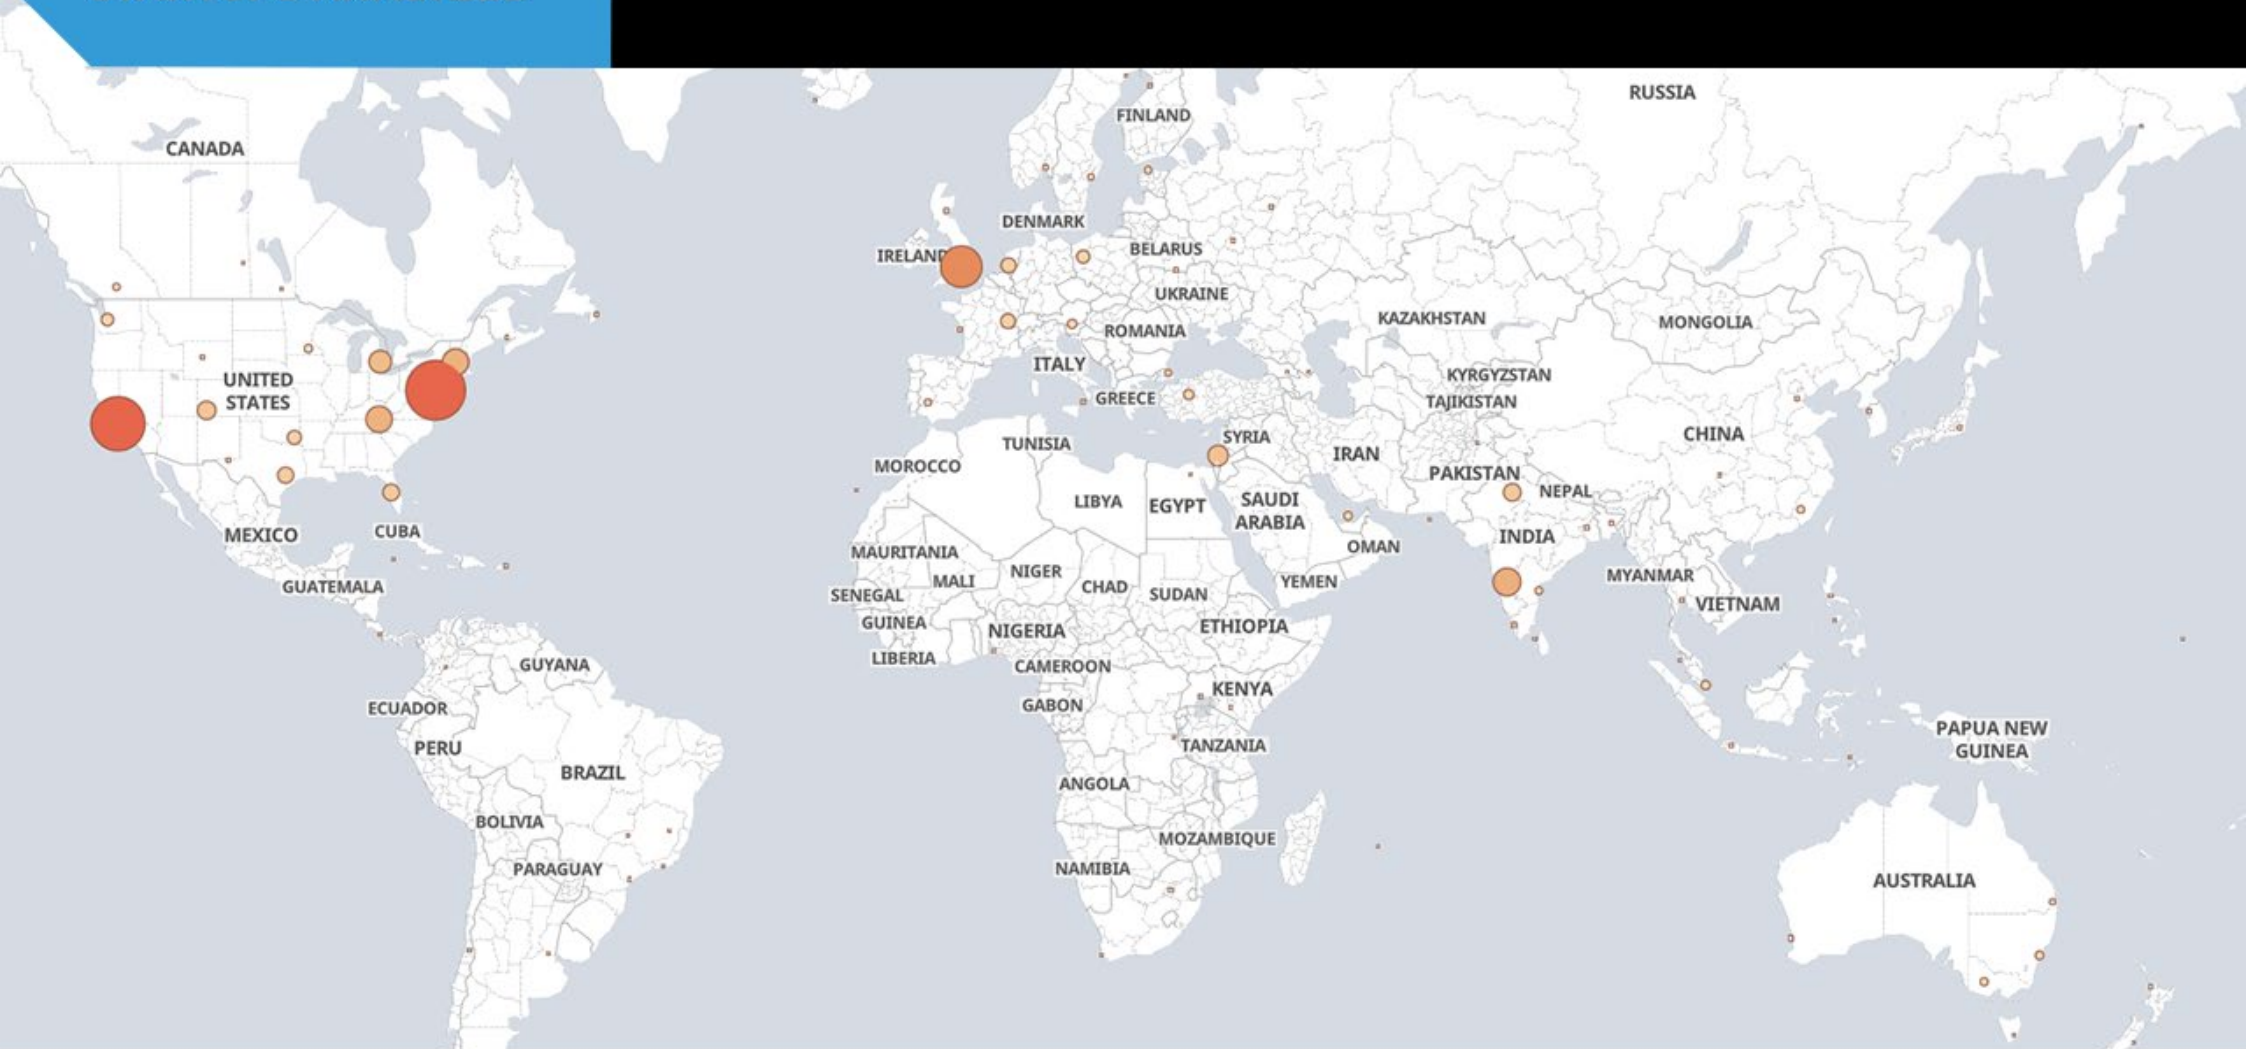 RUSSIA
FINLAND
CANADA
DENMARK
IRELAND
BELARUS
UKRAINE
KAZAKHSTAN
MONGOLIA
ROMANIA
ITALY
KYRGYZSTAN
UNITED
STATES
GREECE
TAJIKISTAN
SYRIA
CHINA
TUNISIA
IRAN
MOROCCO
PAKISTAN
NEPAL
LIBYA
EGYPT
SAUDI
ARABIA
MEXICO
CUBA
INDIA
OMAN
MAURITANIA
NIGER
MYANMAR
GUATEMALA
MALI
CHAD
YEMEN
SENEGAL
SUDAN
VIETNAM
GUINEA
NIGERIA
ETHIOPIA
LIBERIA
GUYANA
CAMEROON
KENYA
ECUADOR
GABON
PAPUA NEW
GUINEA
PERU
TANZANIA
BRAZIL
ANGOLA
BOLIVIA
MOZAMBIQUE
PARAGUAY
NAMIBIA
AUSTRALIA